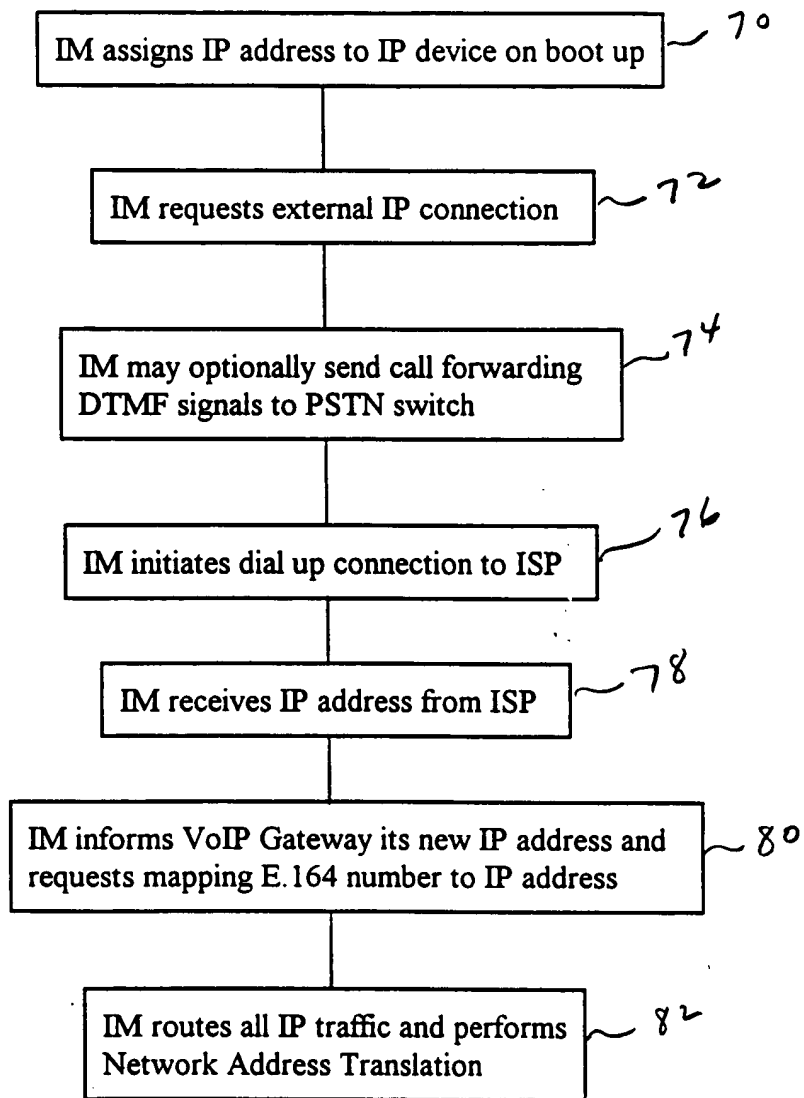 IM assigns IP address to IP device on boot up
70
IM requests external IP connection
72
IM may optionally send call forwarding
DTMF signals to PSTN switch
74
IM initiates dial up connection to ISP
76
IM receives IP address from ISP
78
IM informs VoIP Gateway its new IP address and
requests mapping E.164 number to IP address
80
IM routes all IP traffic and performs
Network Address Translation
82